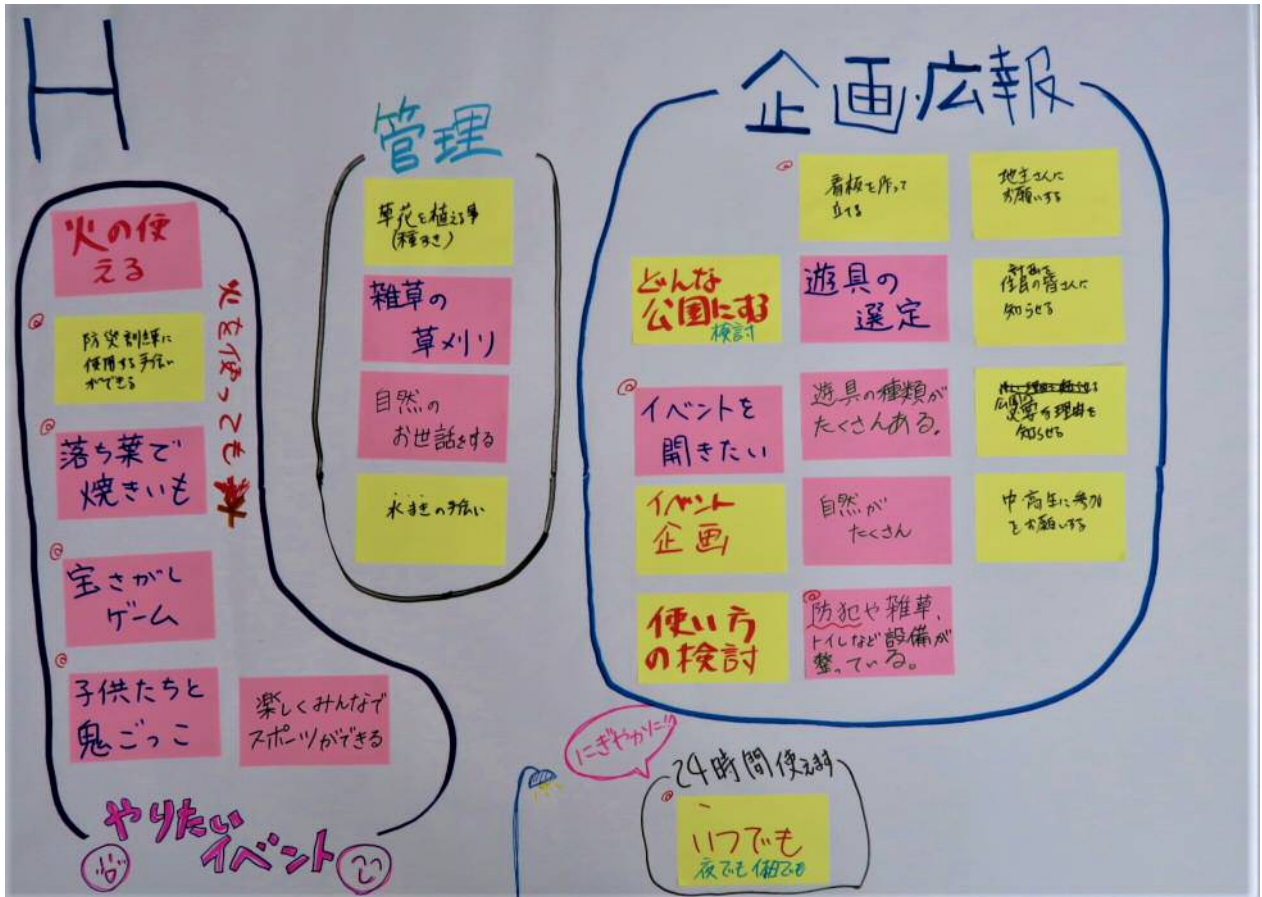 H
火の使
える
火を使っても
防災訓練に
使用する手伝い
ができる
落ち葉で
焼きいも
宝さがし
ゲーム
子供たちと
鬼ごっこ
楽しくみんなで
スポーツができる
やりたい
イベント
管理
草花を植える事
(種まき)
雑草の
草刈り
自然の
お世話をする
水まきの手伝い
企画・広報
どんな
公園にする
検討
イベントを
開きたい
イベント
企画
使い方
の検討
看板を作って
立てる
遊具の
選定
遊具の種類が
たくさんある。
自然が
たくさん
防犯や雑草、
トイレなど設備が
整っている。
地主さんに
お願いする
計画を
住民の皆さんに
知らせる
公園の
必要な理由を
知らせる
中高生に参加
をお願いする
にぎやかに!!
24時間使えます
いつでも
夜でも